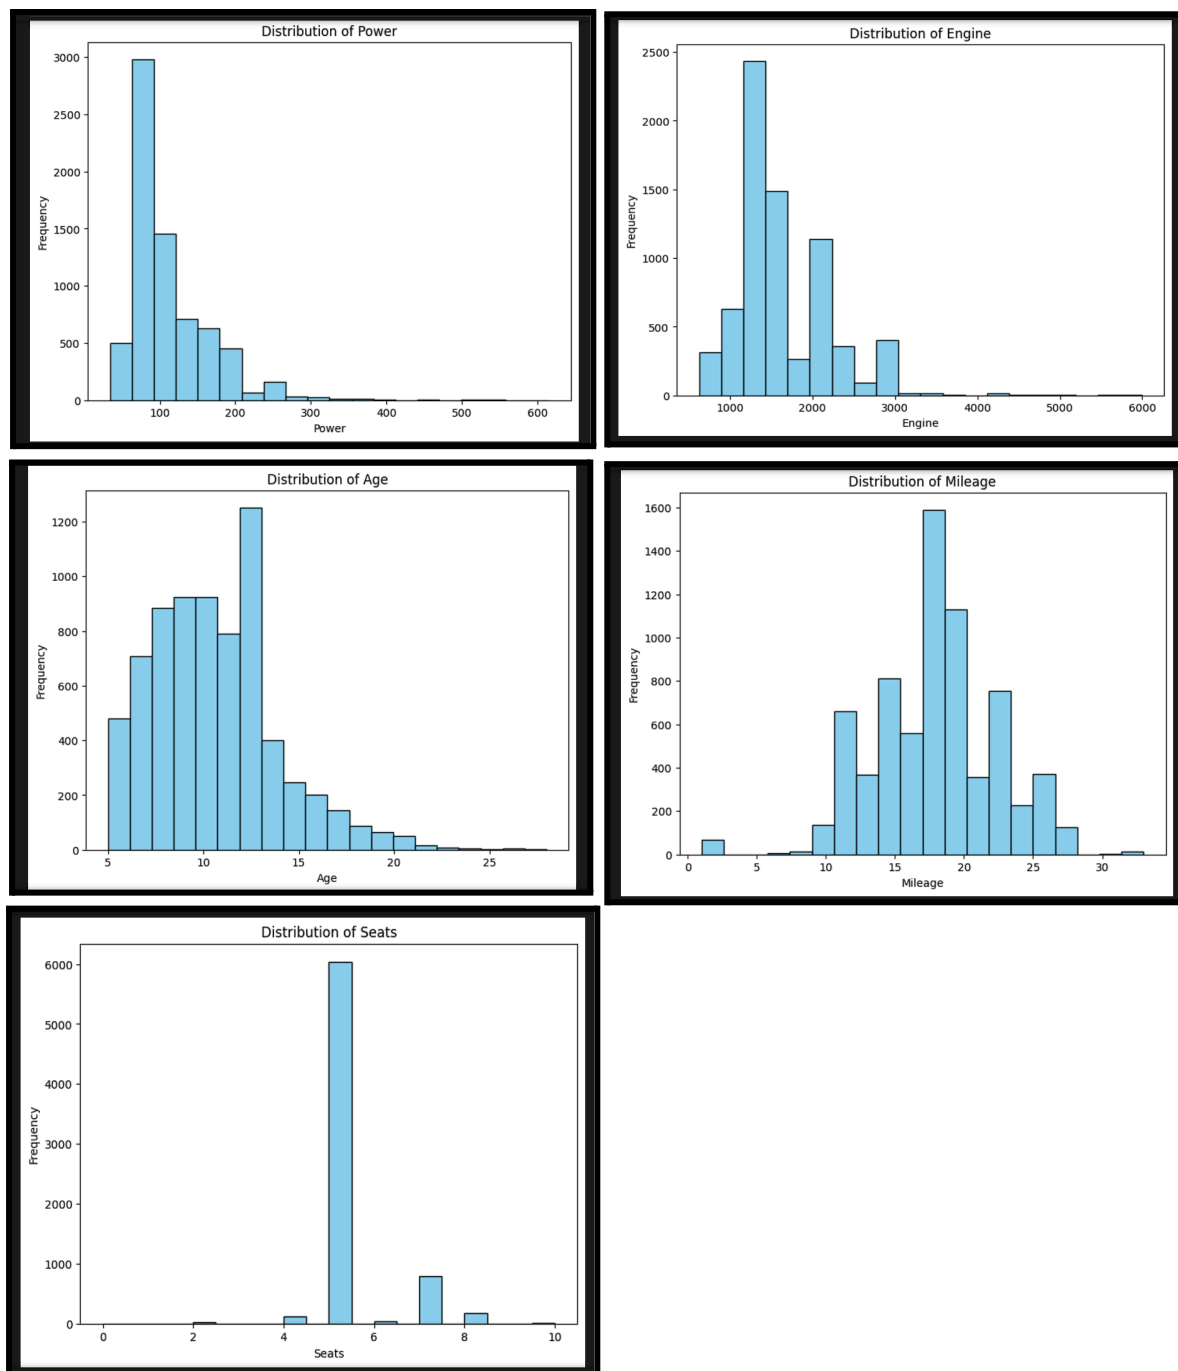 Distribution of Power
3000
2500
2000
1500
1000
500
0
Frequency
100 200 300 400 500 600
Power
Distribution of Engine
2500
2000
1500
1000
500
0
Frequency
1000 2000 3000 4000 5000 6000
Engine
Distribution of Age
1200
1000
800
600
400
200
0
Frequency
5 10 15 20 25
Age
Distribution of Mileage
1600
1400
1200
1000
800
600
400
200
0
Frequency
0 5 10 15 20 25 30
Mileage
Distribution of Seats
6000
5000
4000
3000
2000
1000
0
Frequency
0 2 4 6 8 10
Seats